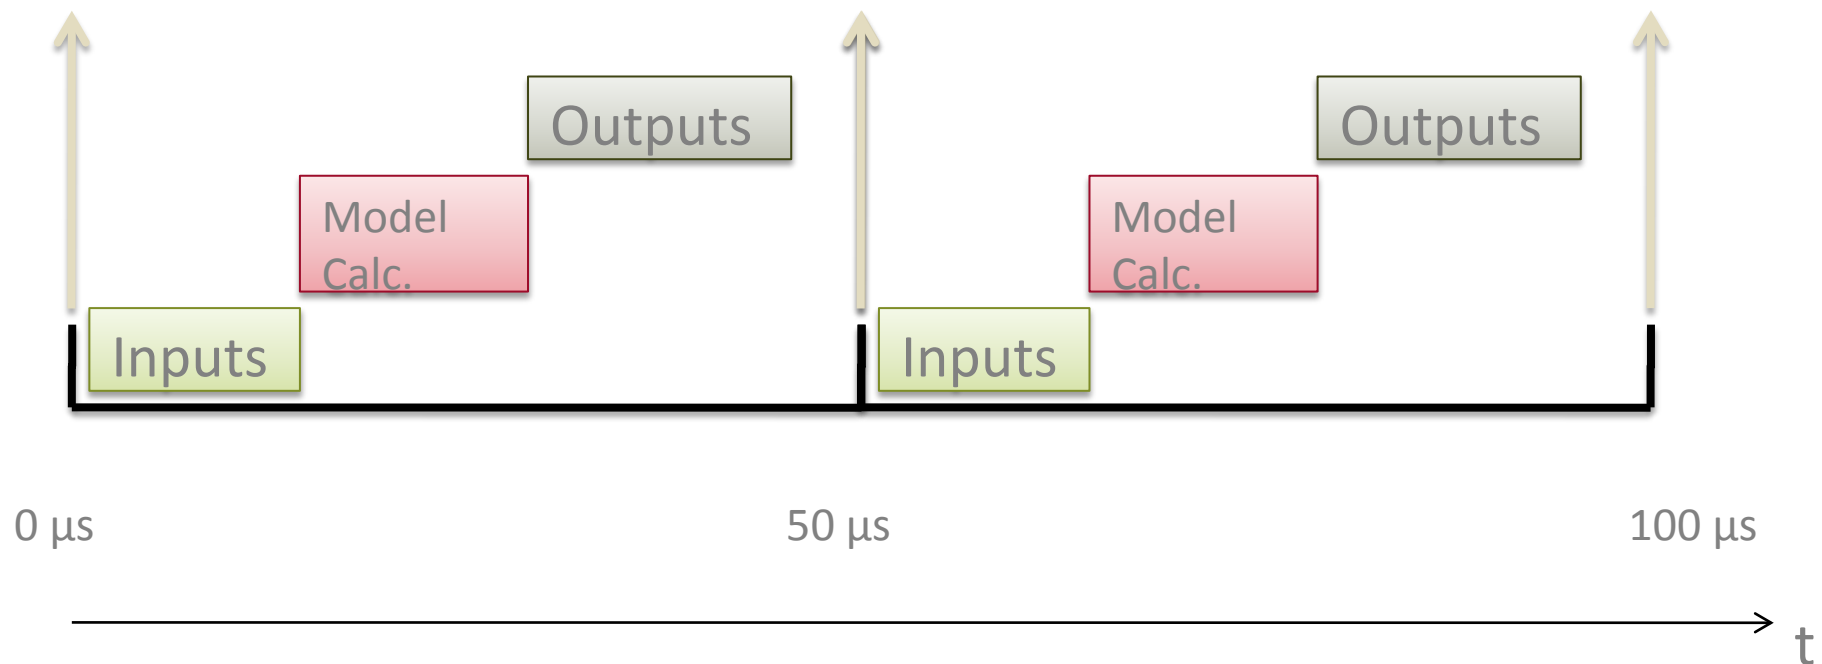 Outputs
Outputs
Model
Calc.
Model
Calc.
Inputs
Inputs
0 µs
50 µs
100 µs
t